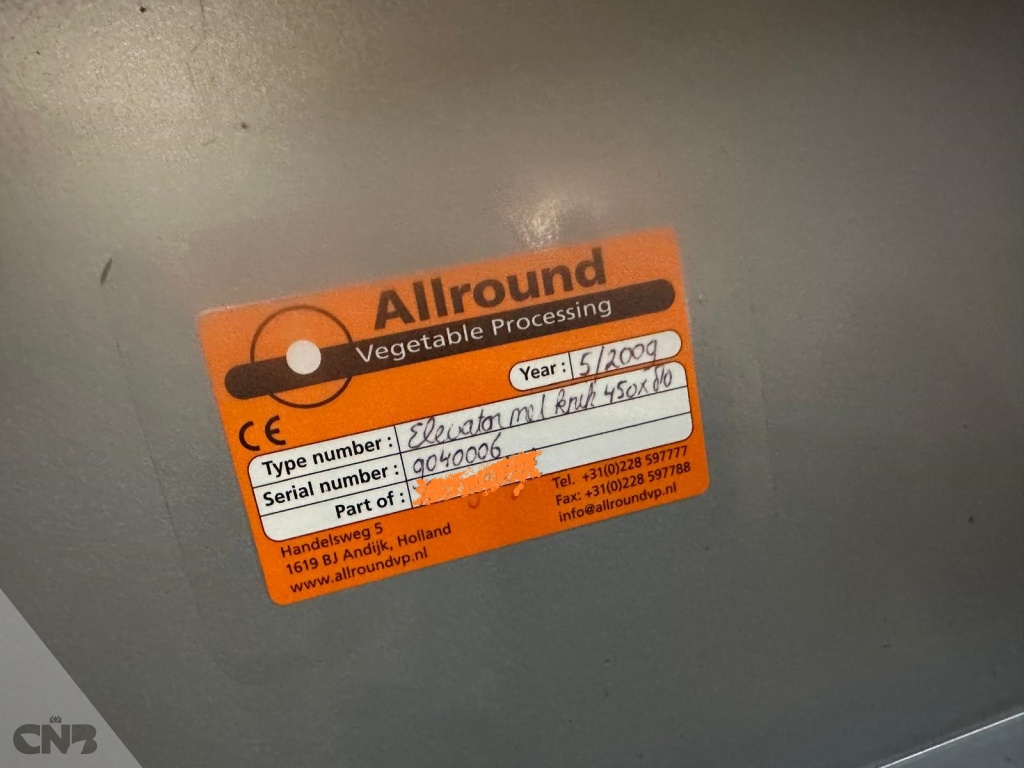 Allround
Vegetable Processing
Year: 5/2009
CE
Type number: Elevator met knik 450x
Serial number: 9040006
Part of:
Handelsweg 5
1619 BJ Andijk, Holland
www.allroundvp.nl
Tel. +31(0)228 597777
Fax: +31(0)228 597788
info@allroundvp.nl
CNB